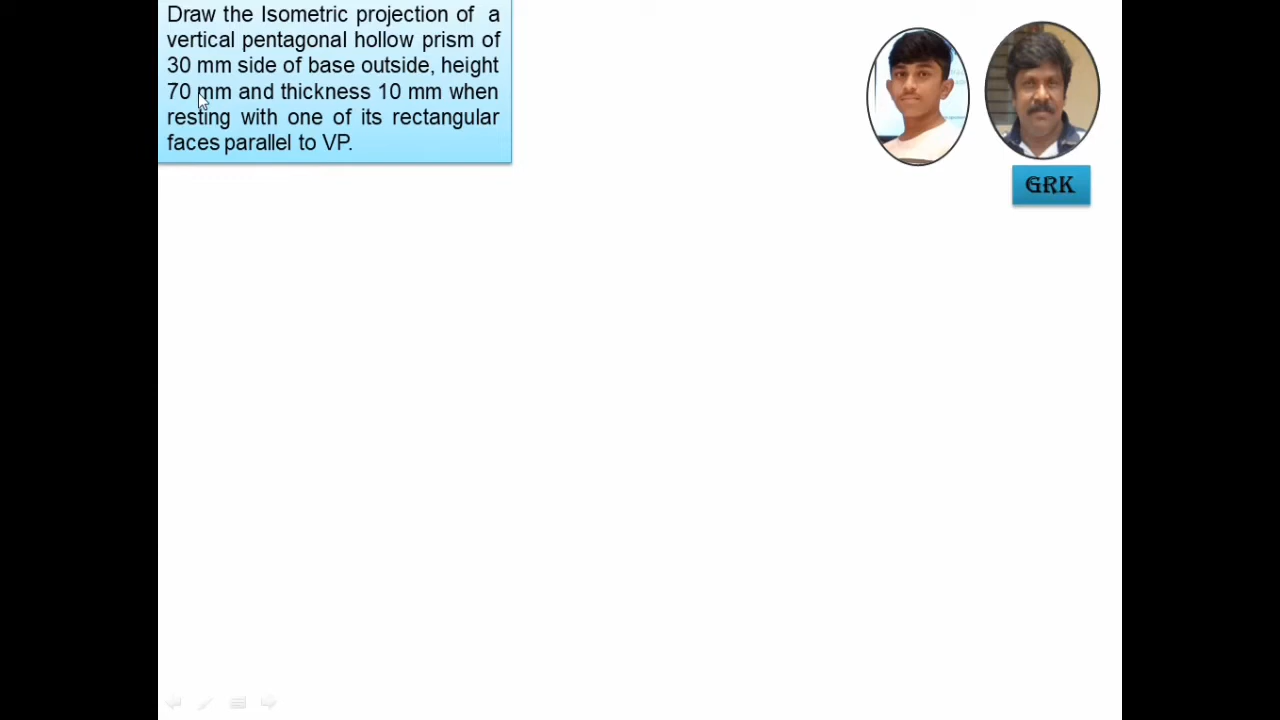 Draw the Isometric projection of a
vertical pentagonal hollow prism of
30 mm side of base outside, height
70 mm and thickness 10 mm when
resting with one of its rectangular
faces parallel to VP.
GRK